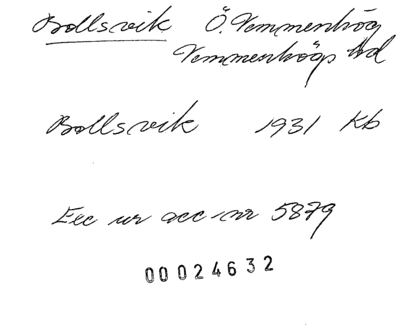 Bollsvik Ö. Vemmenhög
Vemmenhögs hd
Bollsvik 1931 Kb
Exc ur acc nr 5879
00024632